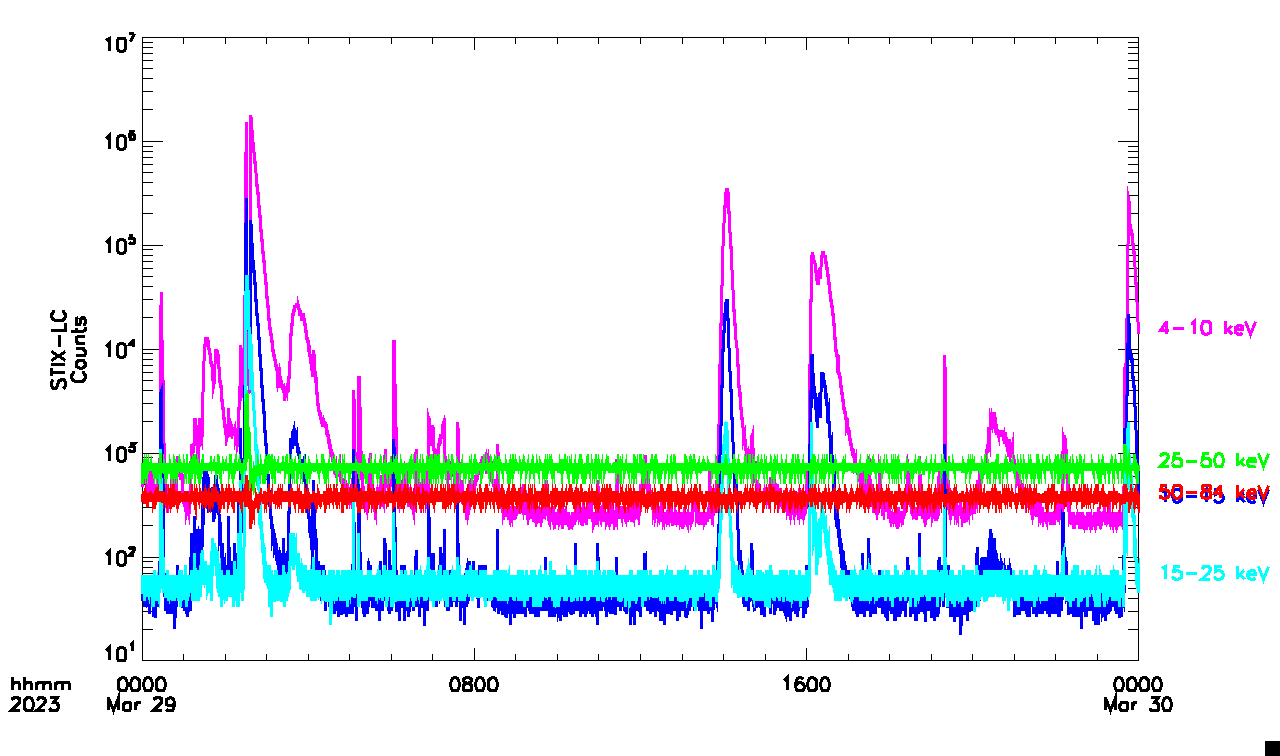 10⁷
10⁶
10⁵
10⁴
10³
10²
10¹
STIX-LC
Counts
4-10 keV
25-50 keV
15-25 keV
hhmm 0000 0800 1600 0000
2023 Mar 29 Mar 30